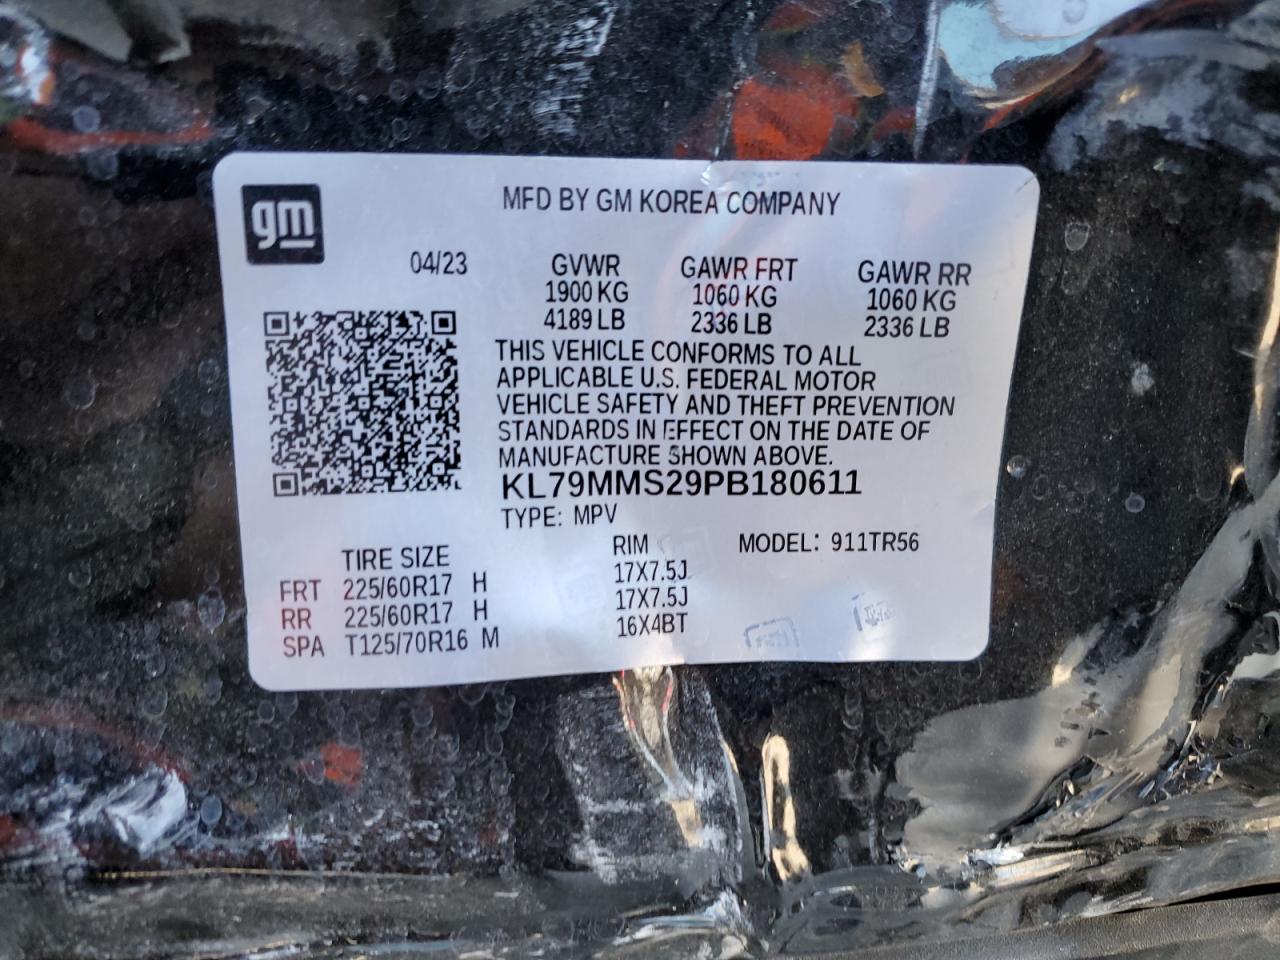 gm
MFD BY GM KOREA COMPANY
04/23 GVWR GAWR FRT GAWR RR
1900 KG 1060 KG 1060 KG
4189 LB 2336 LB 2336 LB
THIS VEHICLE CONFORMS TO ALL
APPLICABLE U.S. FEDERAL MOTOR
VEHICLE SAFETY AND THEFT PREVENTION
STANDARDS IN EFFECT ON THE DATE OF
MANUFACTURE SHOWN ABOVE.
KL79MMS29PB180611
TYPE: MPV
TIRE SIZE RIM MODEL: 911TR56
FRT 225/60R17 H 17X7.5J
RR 225/60R17 H 17X7.5J
SPA T125/70R16 M 16X4BT